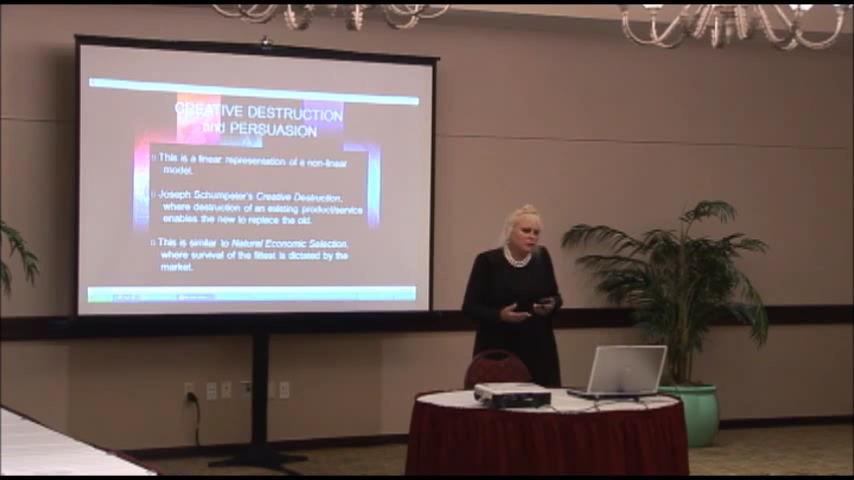 CREATIVE DESTRUCTION
and PERSUASION
This is a linear representation of a non-linear
model.
Joseph Schumpeter's Creative Destruction,
where destruction of an existing product/service
enables the new to replace the old.
This is similar to Natural Economic Selection,
where survival of the fittest is dictated by the
market.